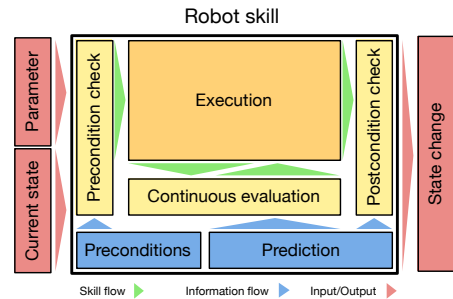 Robot skill
Parameter
Current state
Precondition check
Execution
Continuous evaluation
Postcondition check
State change
Preconditions
Prediction
Skill flow
Information flow
Input/Output